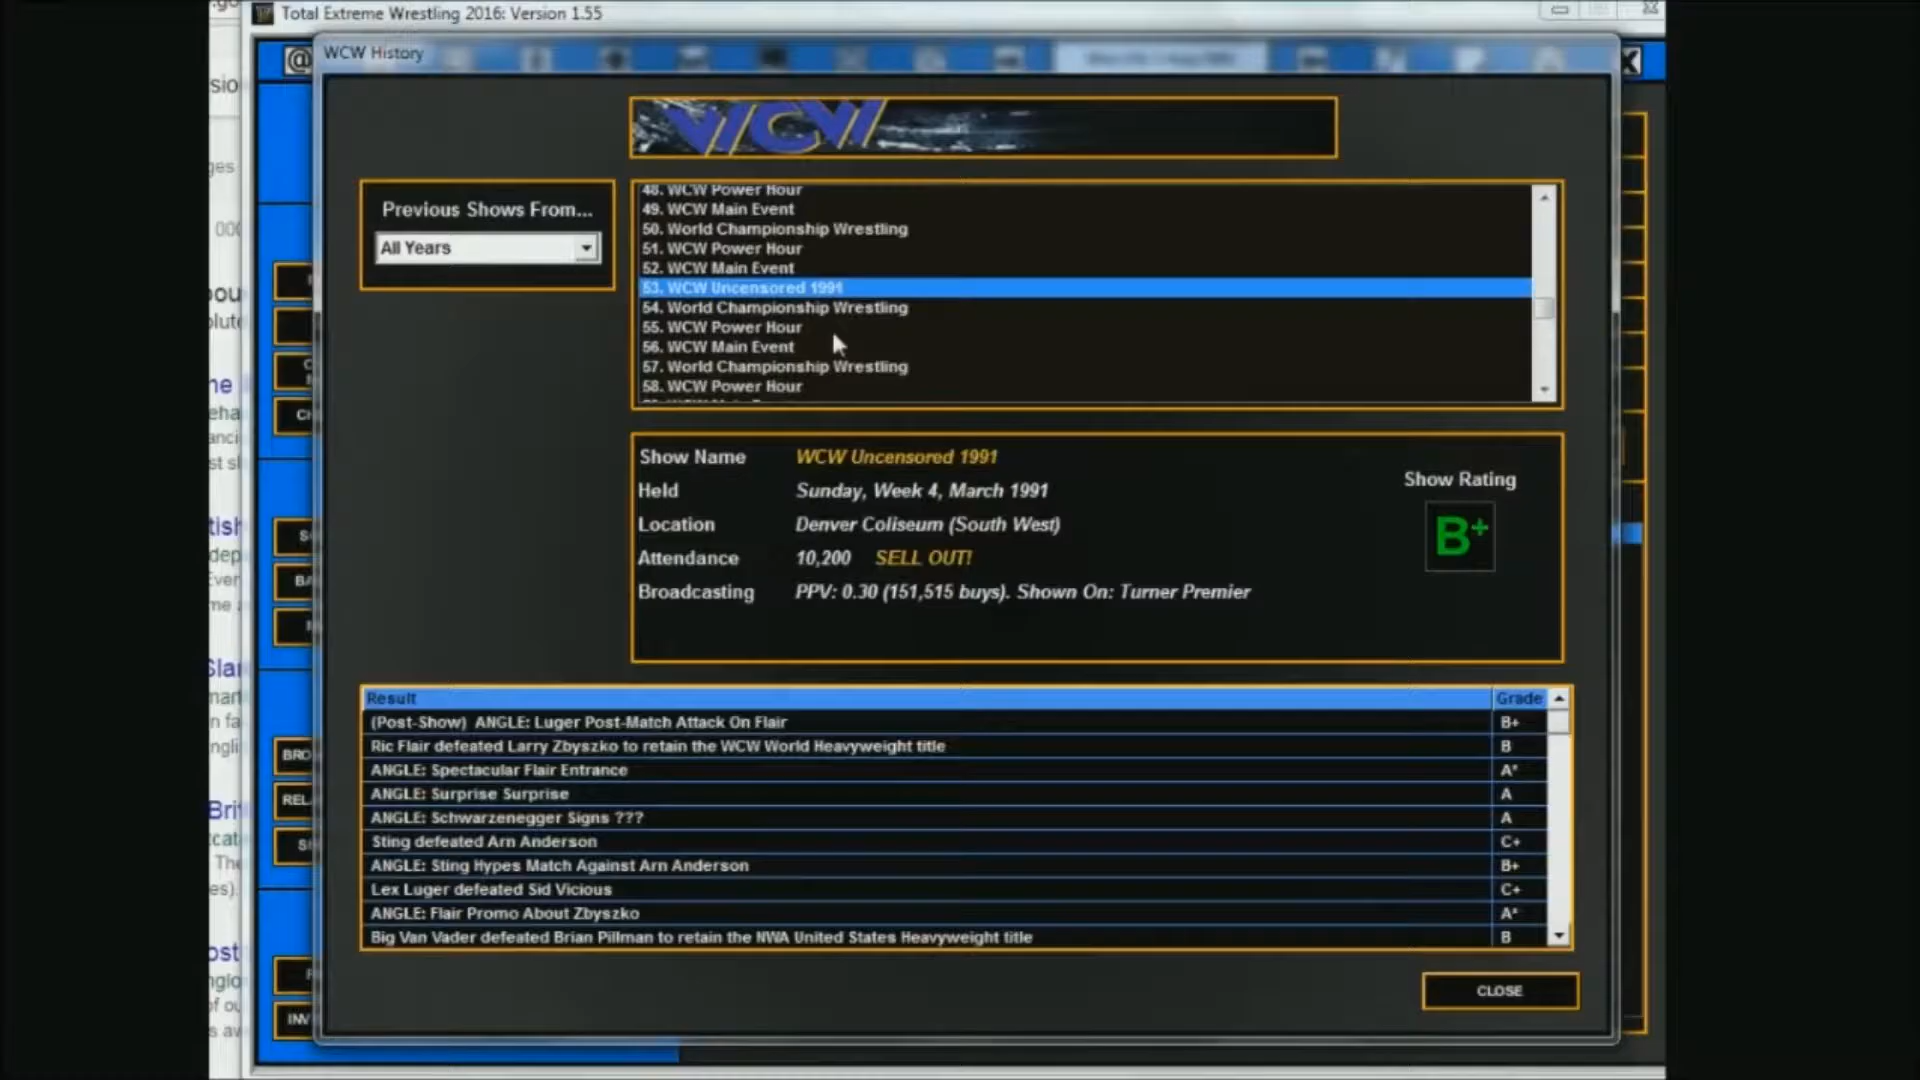 Total Extreme Wrestling 2016: Version 1.55
WCW History
WCW
Previous Shows From...
All Years
48. WCW Power Hour
49. WCW Main Event
50. World Championship Wrestling
51. WCW Power Hour
52. WCW Main Event
53. WCW Uncensored 1991
54. World Championship Wrestling
55. WCW Power Hour
56. WCW Main Event
57. World Championship Wrestling
58. WCW Power Hour
Show Name WCW Uncensored 1991
Held Sunday, Week 4, March 1991
Location Denver Coliseum (South West)
Attendance 10,200 SELL OUT!
Broadcasting PPV: 0.30 (151,515 buys). Shown On: Turner Premier
Show Rating
B+
Result Grade
(Post-Show) ANGLE: Luger Post-Match Attack On Flair B+
Ric Flair defeated Larry Zbyszko to retain the WCW World Heavyweight title B
ANGLE: Spectacular Flair Entrance A*
ANGLE: Surprise Surprise A
ANGLE: Schwarzenegger Signs ??? A
Sting defeated Arn Anderson C+
ANGLE: Sting Hypes Match Against Arn Anderson B+
Lex Luger defeated Sid Vicious C+
ANGLE: Flair Promo About Zbyszko A*
Big Van Vader defeated Brian Pillman to retain the NWA United States Heavyweight title B
CLOSE